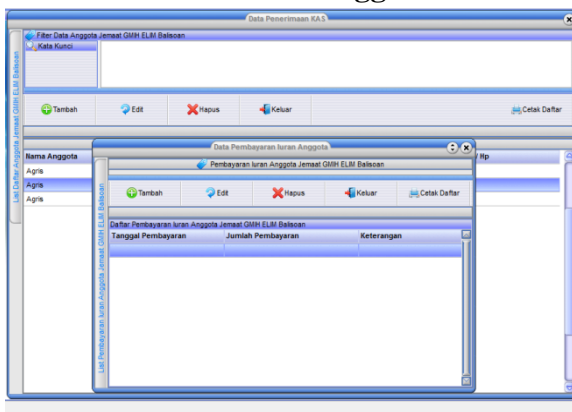 Data Penerimaan KAS
Filter Data Anggota Jemaat GMIH ELIM Balisoan
Kata Kunci
Tambah
Edit
Hapus
Keluar
Cetak Daftar
List Daftar Anggota Jemaat GMIH ELIM Balisoan
Nama Anggota
/ Hp
Agris
Agris
Agris
Data Pembayaran Iuran Anggota
Pembayaran Iuran Anggota Jemaat GMIH ELIM Balisoan
Tambah
Edit
Hapus
Keluar
Cetak Daftar
List Pembayaran Iuran Anggota Jemaat GMIH ELIM Balisoan
Daftar Pembayaran Iuran Anggota Jemaat GMIH ELIM Balisoan
Tanggal Pembayaran
Jumlah Pembayaran
Keterangan